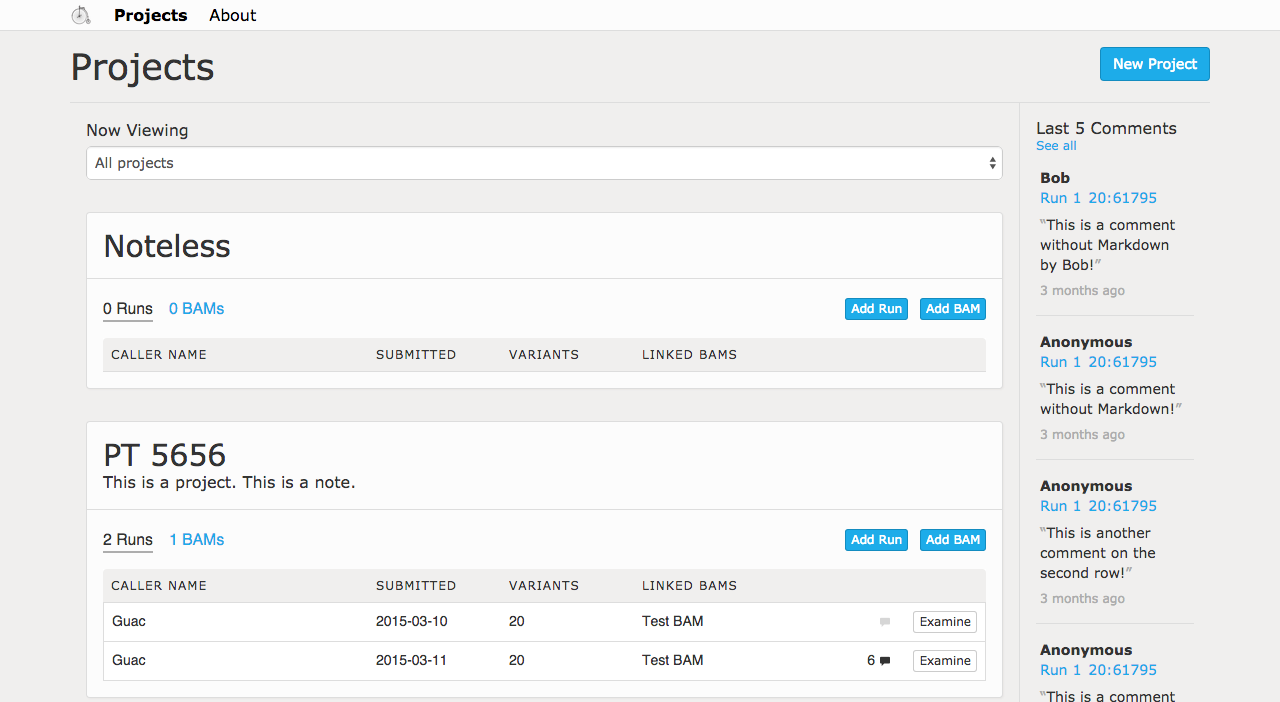 Projects About
Projects
New Project
Now Viewing
All projects
Noteless
0 Runs 0 BAMs Add Run Add BAM
CALLER NAME SUBMITTED VARIANTS LINKED BAMS
PT 5656
This is a project. This is a note.
2 Runs 1 BAMs Add Run Add BAM
CALLER NAME SUBMITTED VARIANTS LINKED BAMS
Guac 2015-03-10 20 Test BAM Examine
Guac 2015-03-11 20 Test BAM 6 Examine
Last 5 Comments
See all
Bob
Run 1 20:61795
"This is a comment
without Markdown
by Bob!"
3 months ago
Anonymous
Run 1 20:61795
"This is a comment
without Markdown!"
3 months ago
Anonymous
Run 1 20:61795
"This is another
comment on the
second row!"
3 months ago
Anonymous
Run 1 20:61795
"This is a comment